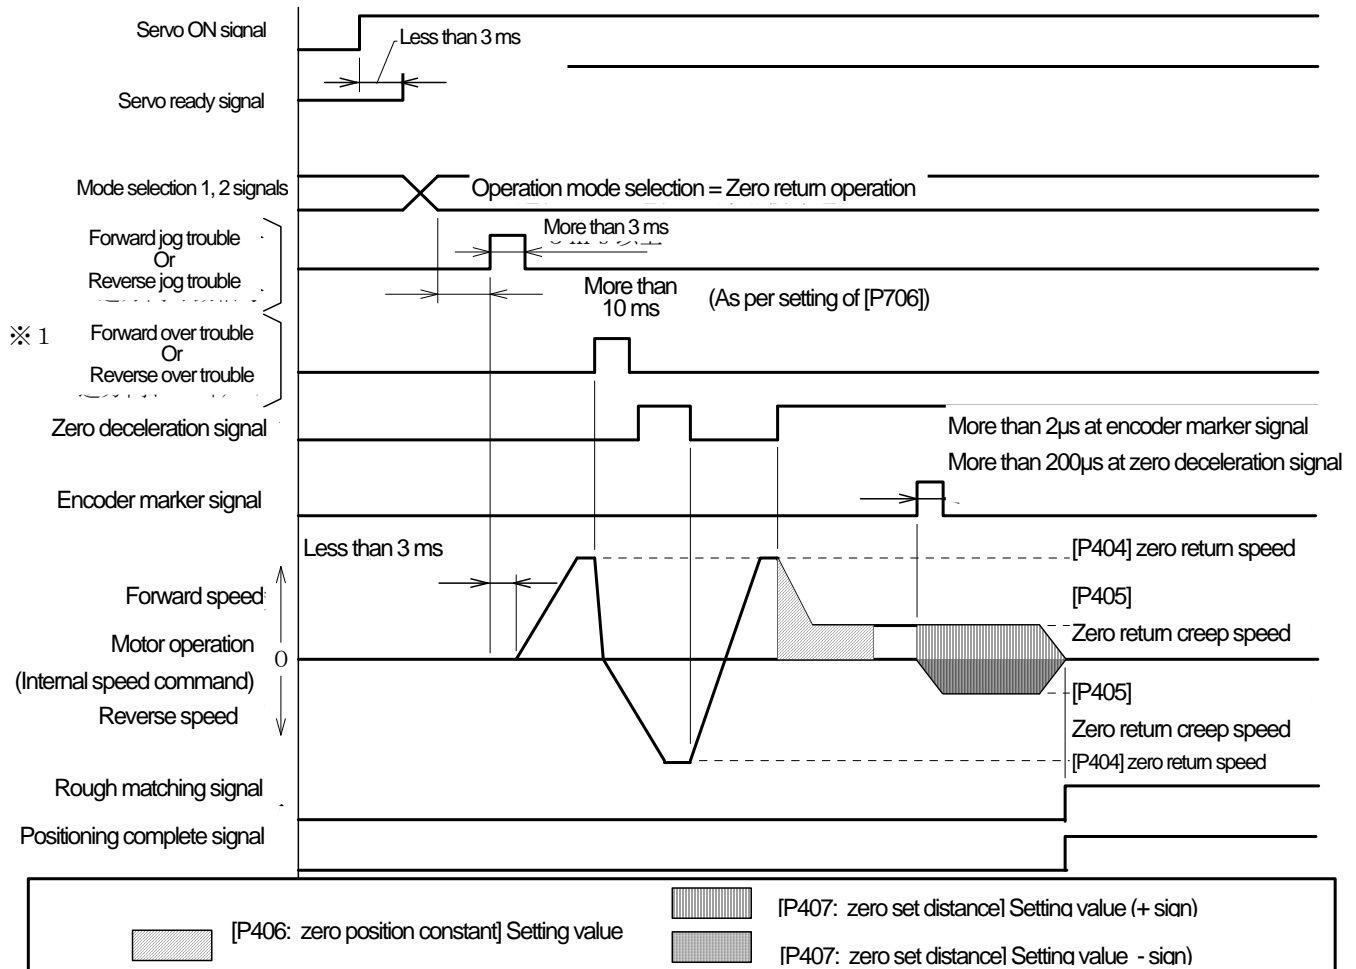 Servo ON signal
Less than 3 ms
Servo ready signal
Mode selection 1, 2 signals
Operation mode selection = Zero return operation
Forward jog trouble
Or
Reverse jog trouble
More than 3 ms
More than
10 ms
(As per setting of [P706])
※1
Forward over trouble
Or
Reverse over trouble
Zero deceleration signal
More than 2µs at encoder marker signal
More than 200µs at zero deceleration signal
Encoder marker signal
Less than 3 ms
[P404] zero return speed
Forward speed
[P405]
Zero return creep speed
Motor operation
0
(Internal speed command)
Reverse speed
[P405]
Zero return creep speed
[P404] zero return speed
Rough matching signal
Positioning complete signal
[P406: zero position constant] Setting value
[P407: zero set distance] Setting value (+ sign)
[P407: zero set distance] Setting value - sign)